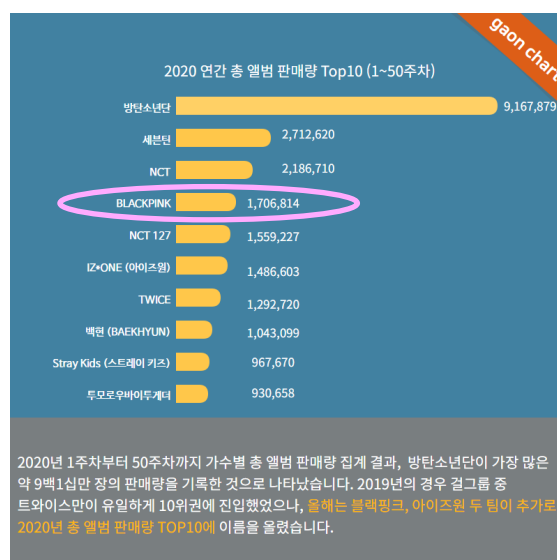 gaon chart
2020 연간 총 앨범 판매량 Top10 (1~50주차)
방탄소년단 9,167,879
세븐틴 2,712,620
NCT 2,186,710
BLACKPINK 1,706,814
NCT 127 1,559,227
IZ*ONE (아이즈원) 1,486,603
TWICE 1,292,720
백현 (BAEKHYUN) 1,043,099
Stray Kids (스트레이 키즈) 967,670
투모로우바이투게더 930,658
2020년 1주차부터 50주차까지 가수별 총 앨범 판매량 집계 결과, 방탄소년단이 가장 많은
약 9백1십만 장의 판매량을 기록한 것으로 나타났습니다. 2019년의 경우 걸그룹 중
트와이스만이 유일하게 10위권에 진입했었으나, 올해는 블랙핑크, 아이즈원 두 팀이 추가로
2020년 총 앨범 판매량 TOP10에 이름을 올렸습니다.